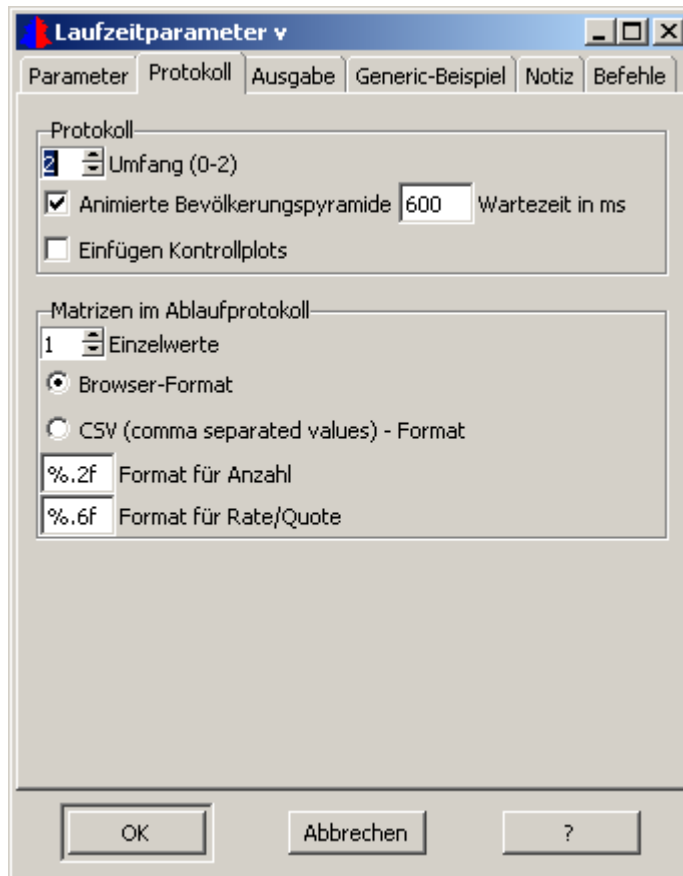 Laufzeitparameter v
Parameter Protokoll Ausgabe Generic-Beispiel Notiz Befehle
Protokoll
2 Umfang (0-2)
Animierte Bevölkerungspyramide 600 Wartezeit in ms
Einfügen Kontrollplots
Matrizen im Ablaufprotokoll
1 Einzelwerte
Browser-Format
CSV (comma separated values) - Format
%.2f Format für Anzahl
%.6f Format für Rate/Quote
OK Abbrechen ?